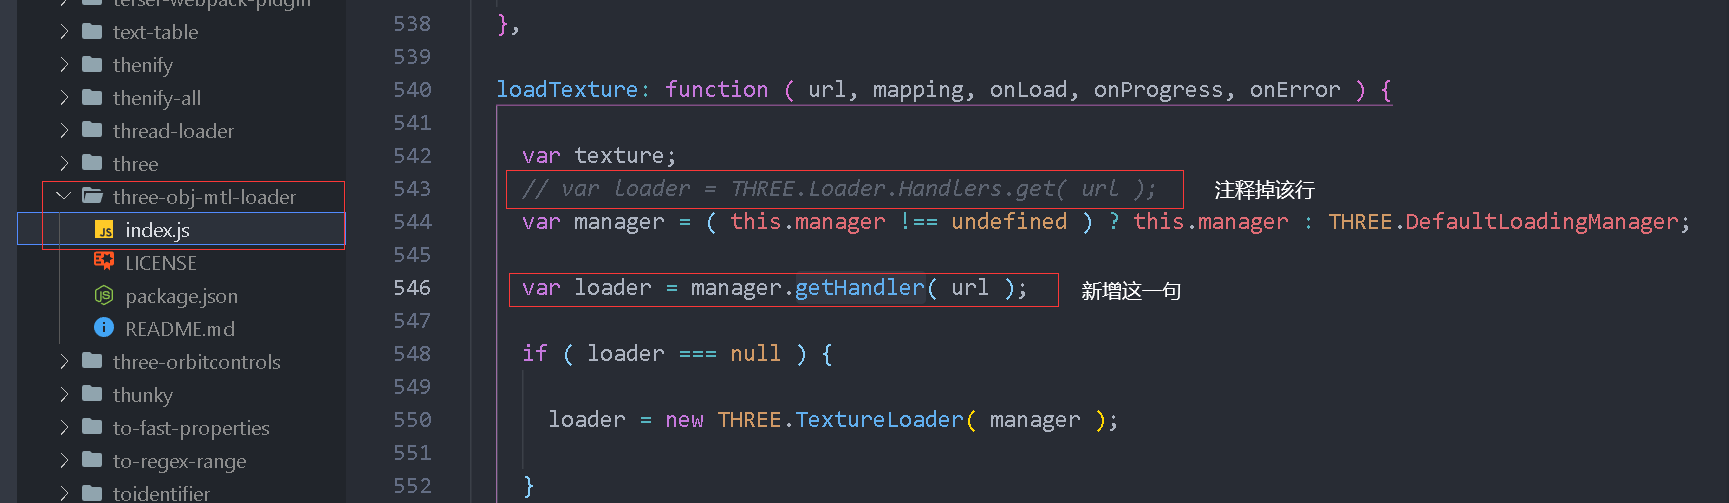 terser-webpack-plugin
text-table
thenify
thenify-all
thread-loader
three
three-obj-mtl-loader
JS index.js
LICENSE
package.json
README.md
three-orbitcontrols
thunky
to-fast-properties
to-regex-range
toidentifier
538 },
539
540 loadTexture: function ( url, mapping, onLoad, onProgress, onError ) {
541
542 var texture;
543 // var loader = THREE.Loader.Handlers.get( url ); 注释掉该行
544 var manager = ( this.manager !== undefined ) ? this.manager : THREE.DefaultLoadingManager;
545
546 var loader = manager.getHandler( url ); 新增这一句
547
548 if ( loader === null ) {
549
550 loader = new THREE.TextureLoader( manager );
551
552 }